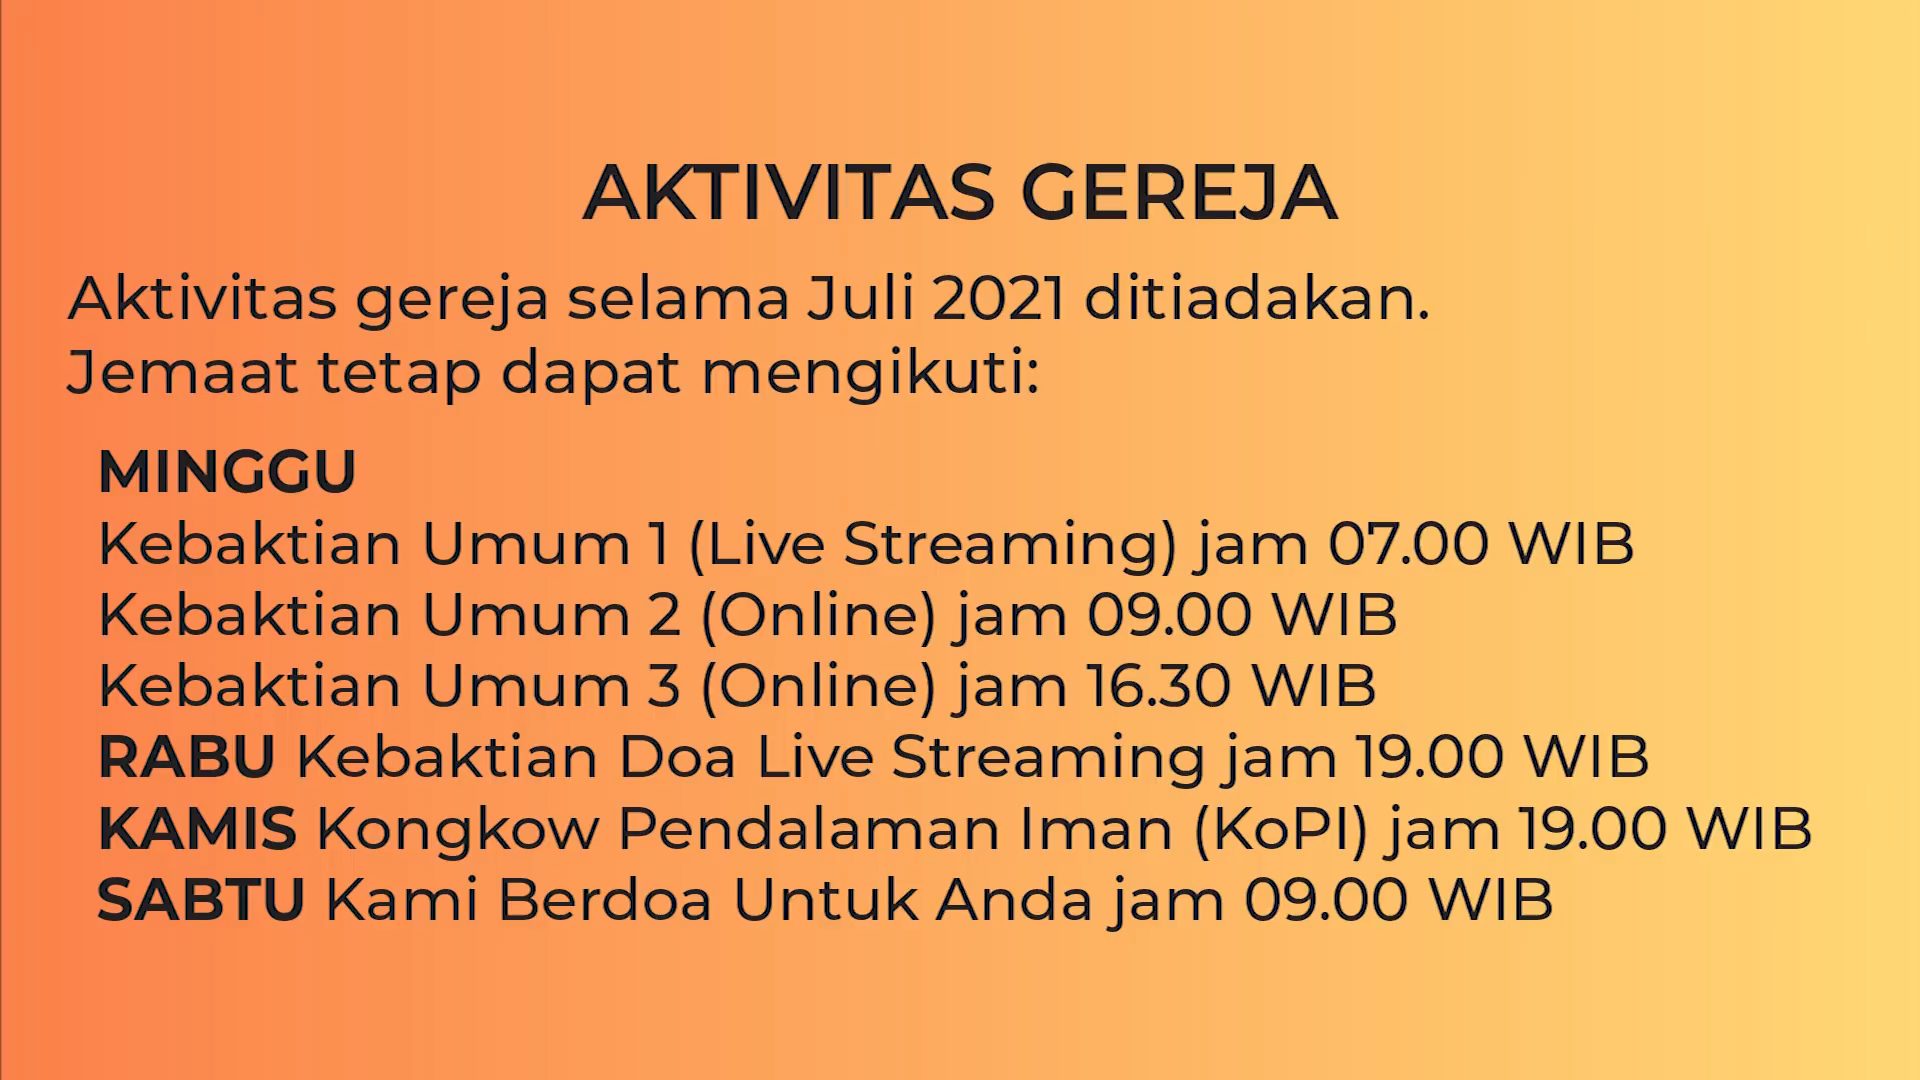 AKTIVITAS GEREJA
Aktivitas gereja selama Juli 2021 ditiadakan.
Jemaat tetap dapat mengikuti:
MINGGU
Kebaktian Umum 1 (Live Streaming) jam 07.00 WIB
Kebaktian Umum 2 (Online) jam 09.00 WIB
Kebaktian Umum 3 (Online) jam 16.30 WIB
RABU Kebaktian Doa Live Streaming jam 19.00 WIB
KAMIS Kongkow Pendalaman Iman (KoPI) jam 19.00 WIB
SABTU Kami Berdoa Untuk Anda jam 09.00 WIB